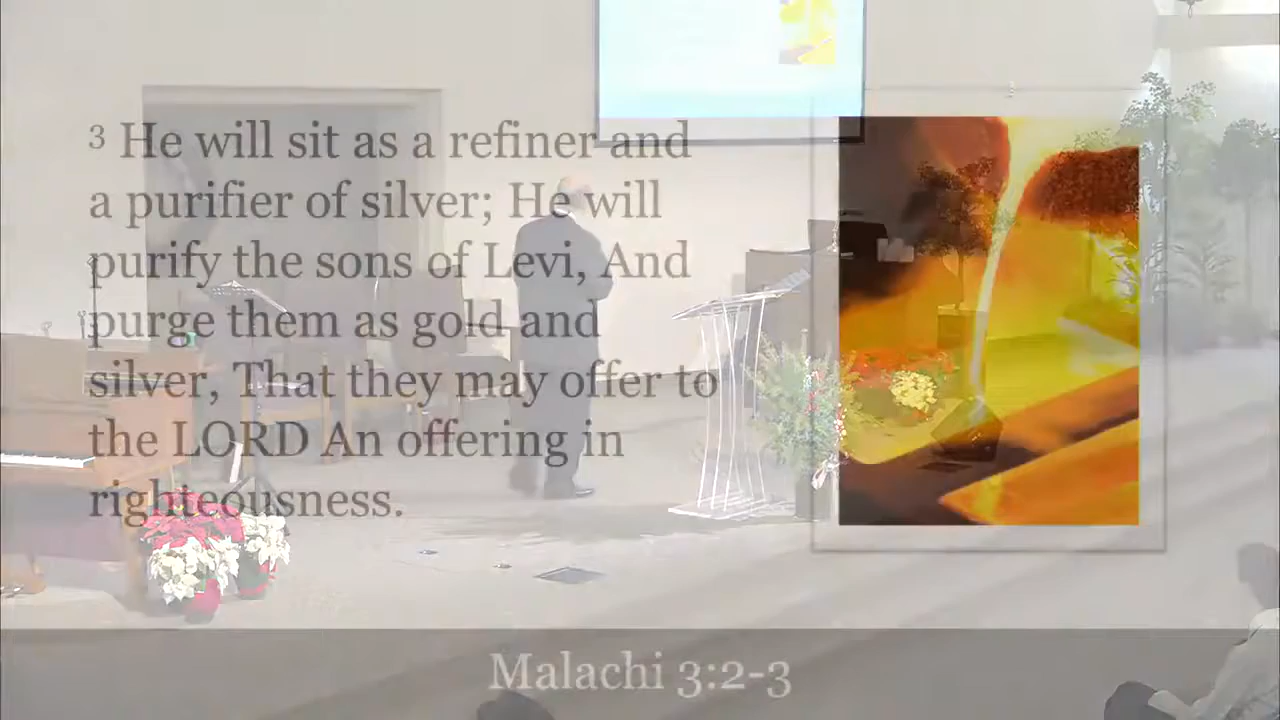 3 He will sit as a refiner and
a purifier of silver; He will
purify the sons of Levi, And
purge them as gold and
silver, That they may offer to
the LORD An offering in
righteousness.
Malachi 3:2-3